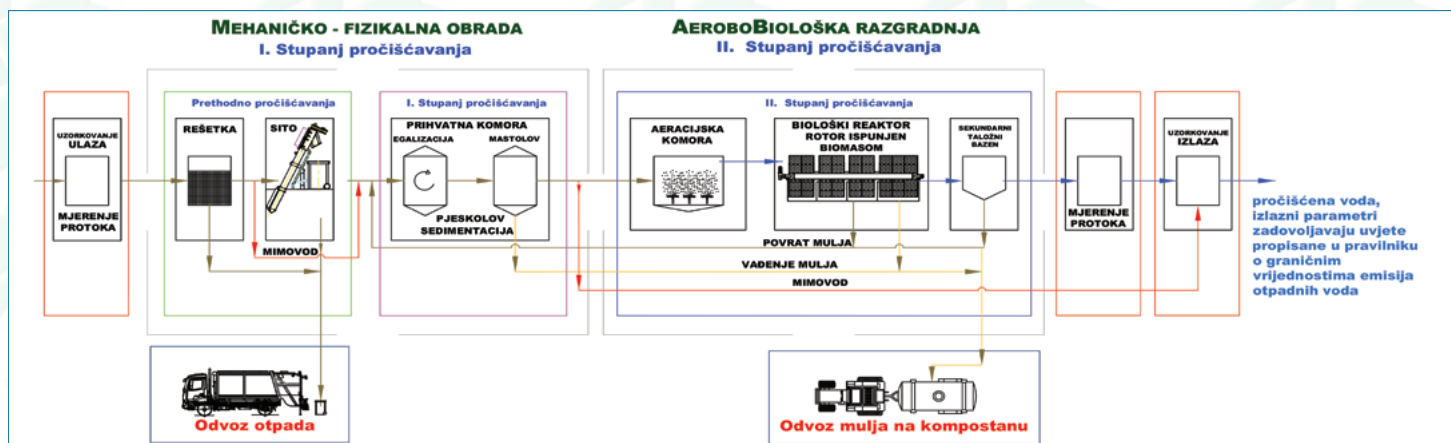 MEHANIČKO - FIZIKALNA OBRADA
I. Stupanj pročišćavanja
AEROBOBIOLOŠKA RAZGRADNJA
II. Stupanj pročišćavanja
UZORKOVANJE
ULAZA
MJERENJE
PROTOKA
Prethodno pročišćavanja
REŠETKA
SITO
MIMOVOD
I. Stupanj pročišćavanja
PRIHVATNA KOMORA
EGALIZACIJA
MASTOLOV
PJESKOLOV
SEDIMENTACIJA
II. Stupanj pročišćavanja
AERACIJSKA
KOMORA
BIOLOŠKI REAKTOR
ROTOR ISPUNJEN
BIOMASOM
SEKUNDARNI
TALOŽNI
BAZEN
POVRAT MULJA
VAĐENJE MULJA
MIMOVOD
MJERENJE
PROTOKA
UZORKOVANJE
IZLAZA
pročišćena voda,
izlazni parametri
zadovoljavaju uvjete
propisane u pravilniku
o graničnim
vrijednostima emisija
otpadnih voda
Odvoz otpada
Odvoz mulja na kompostanu